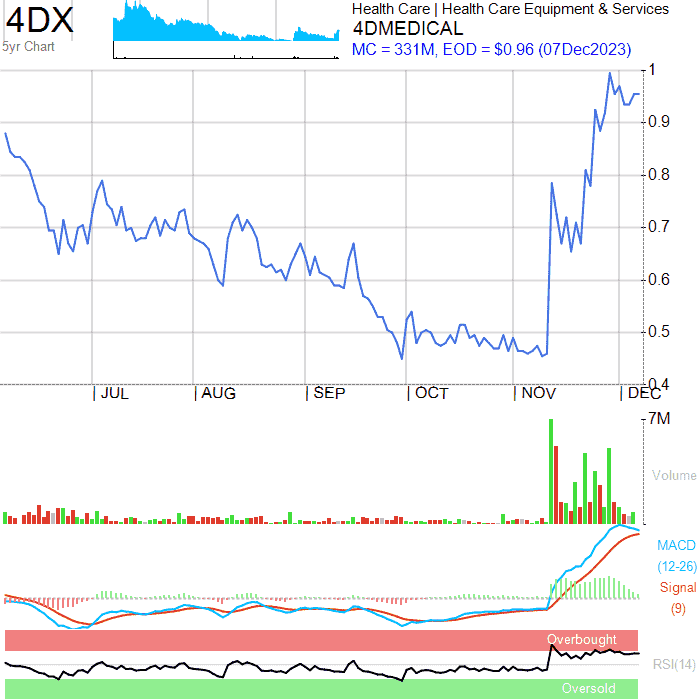 4DX
5yr Chart
Health Care | Health Care Equipment & Services
4DMEDICAL
MC = 331M, EOD = $0.96 (07Dec2023)
1
0.9
0.8
0.7
0.6
0.5
0.4
| JUL | AUG | SEP | OCT | NOV | DEC
7M
Volume
MACD
(12-26)
Signal
(9)
Overbought
RSI(14)
Oversold